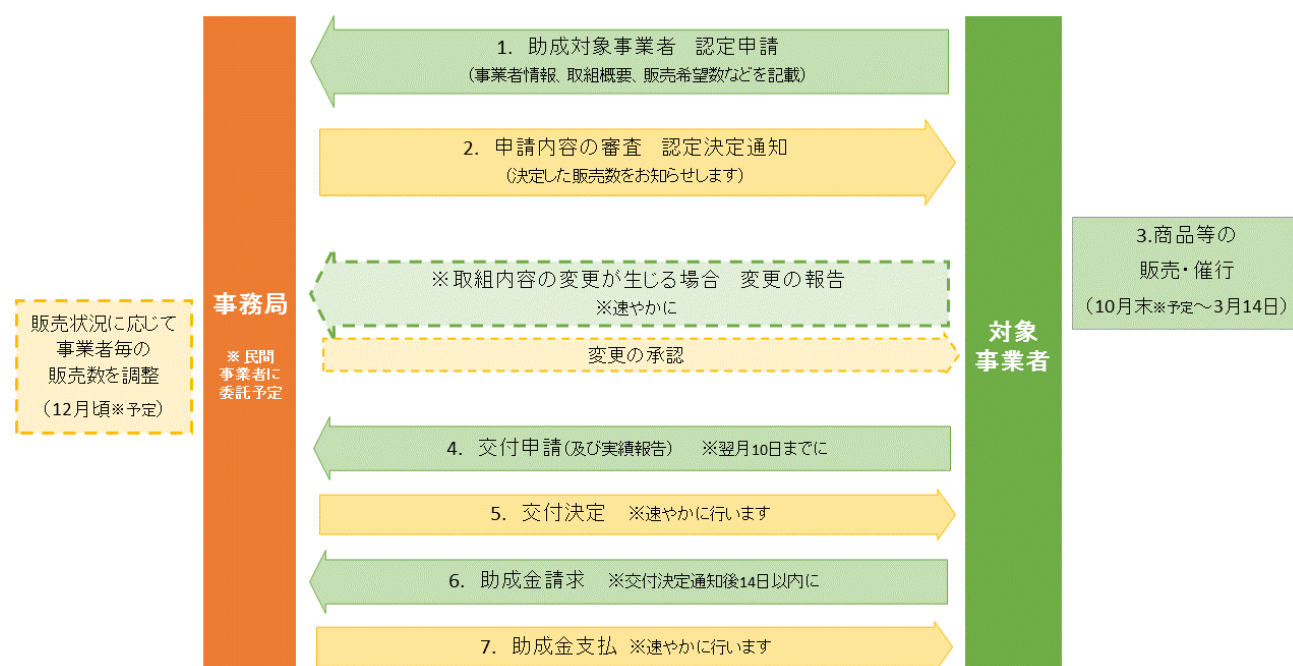 1. 助成対象事業者 認定申請
(事業者情報、取組概要、販売希望数などを記載)
2. 申請内容の審査 認定決定通知
(決定した販売数をお知らせします)
3.商品等の
販売・催行
(10月末※予定～3月14日)
※取組内容の変更が生じる場合 変更の報告
※速やかに
変更の承認
事務局
※民間
事業者に
委託予定
販売状況に応じて
事業者毎の
販売数を調整
(12月頃※予定)
対象
事業者
4. 交付申請(及び実績報告) ※翌月10日までに
5. 交付決定 ※速やかに行います
6. 助成金請求 ※交付決定通知後14日以内に
7. 助成金支払 ※速やかに行います